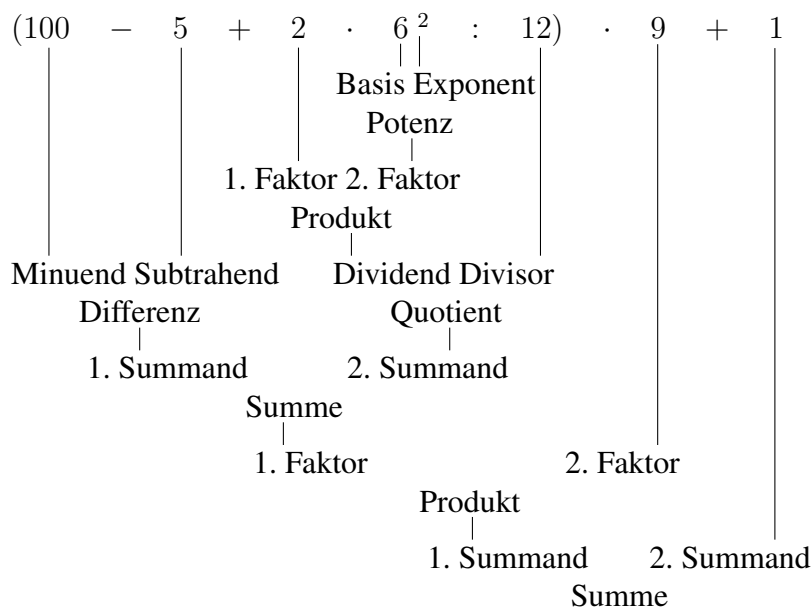 (100 − 5 + 2 · 6² : 12) · 9 + 1
Basis Exponent
Potenz
1. Faktor 2. Faktor
Produkt
Minuend Subtrahend Dividend Divisor
Differenz Quotient
1. Summand 2. Summand
Summe
1. Faktor 2. Faktor
Produkt
1. Summand 2. Summand
Summe